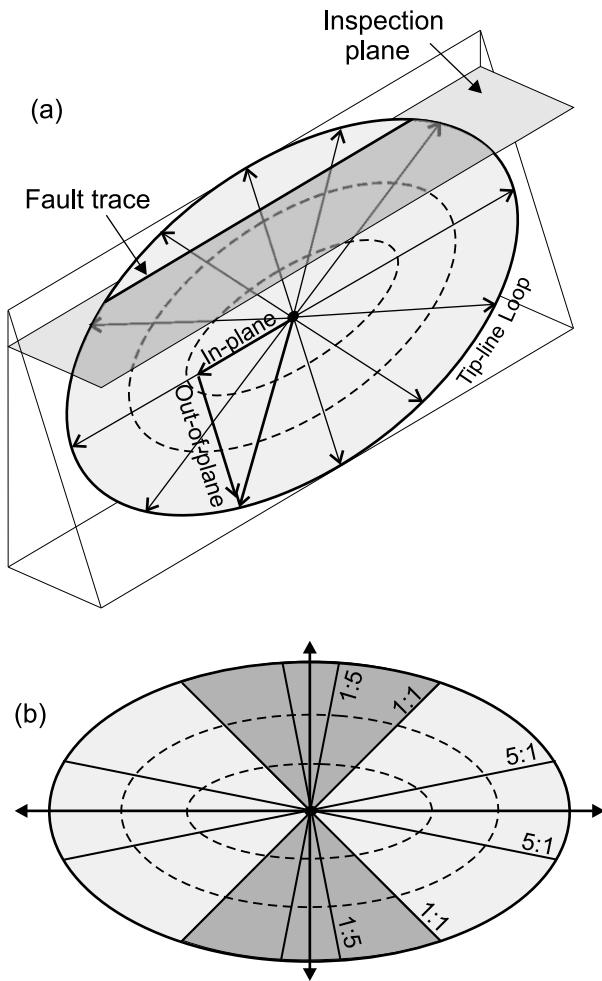 Inspection
plane
(a)
Fault trace
In-plane
Out-of-plane
Tip-line Loop
(b)
1:5
1:1
5:1
5:1
1:5
1:1